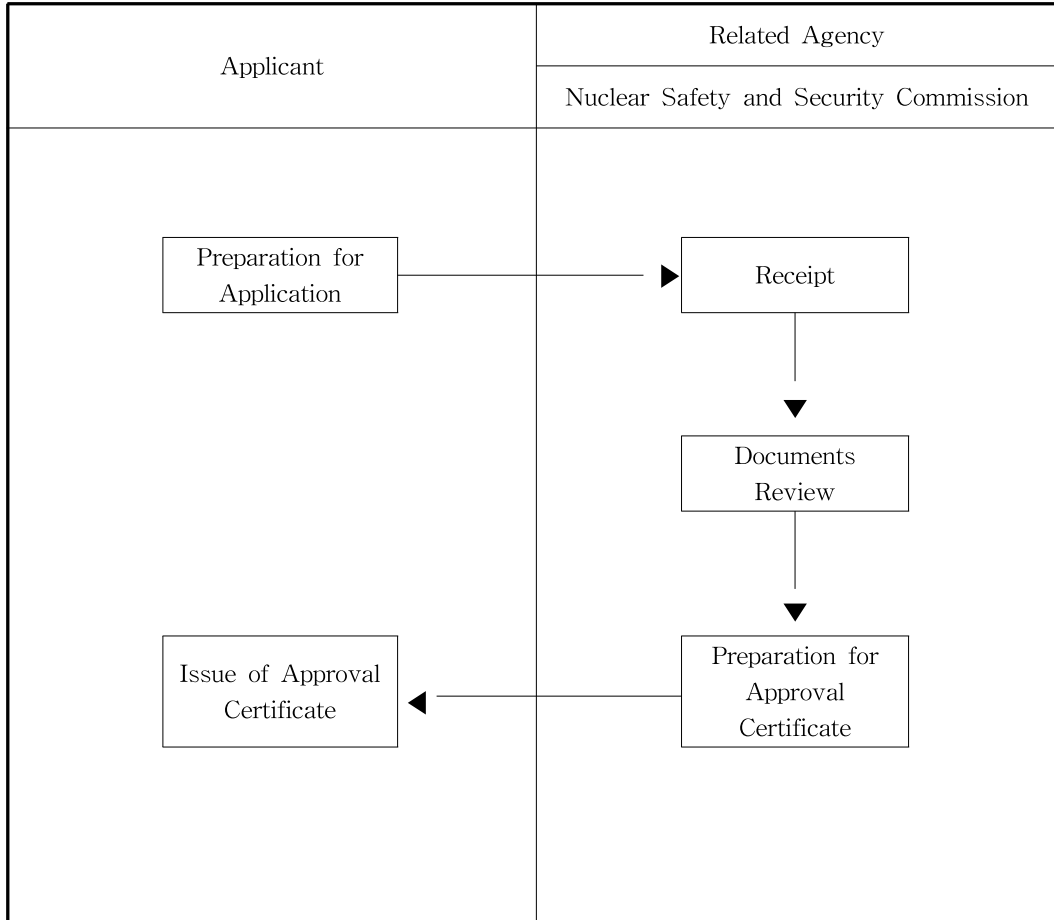 Applicant
Related Agency
Nuclear Safety and Security Commission
Preparation for
Application
Receipt
Documents
Review
Issue of Approval
Certificate
Preparation for
Approval
Certificate